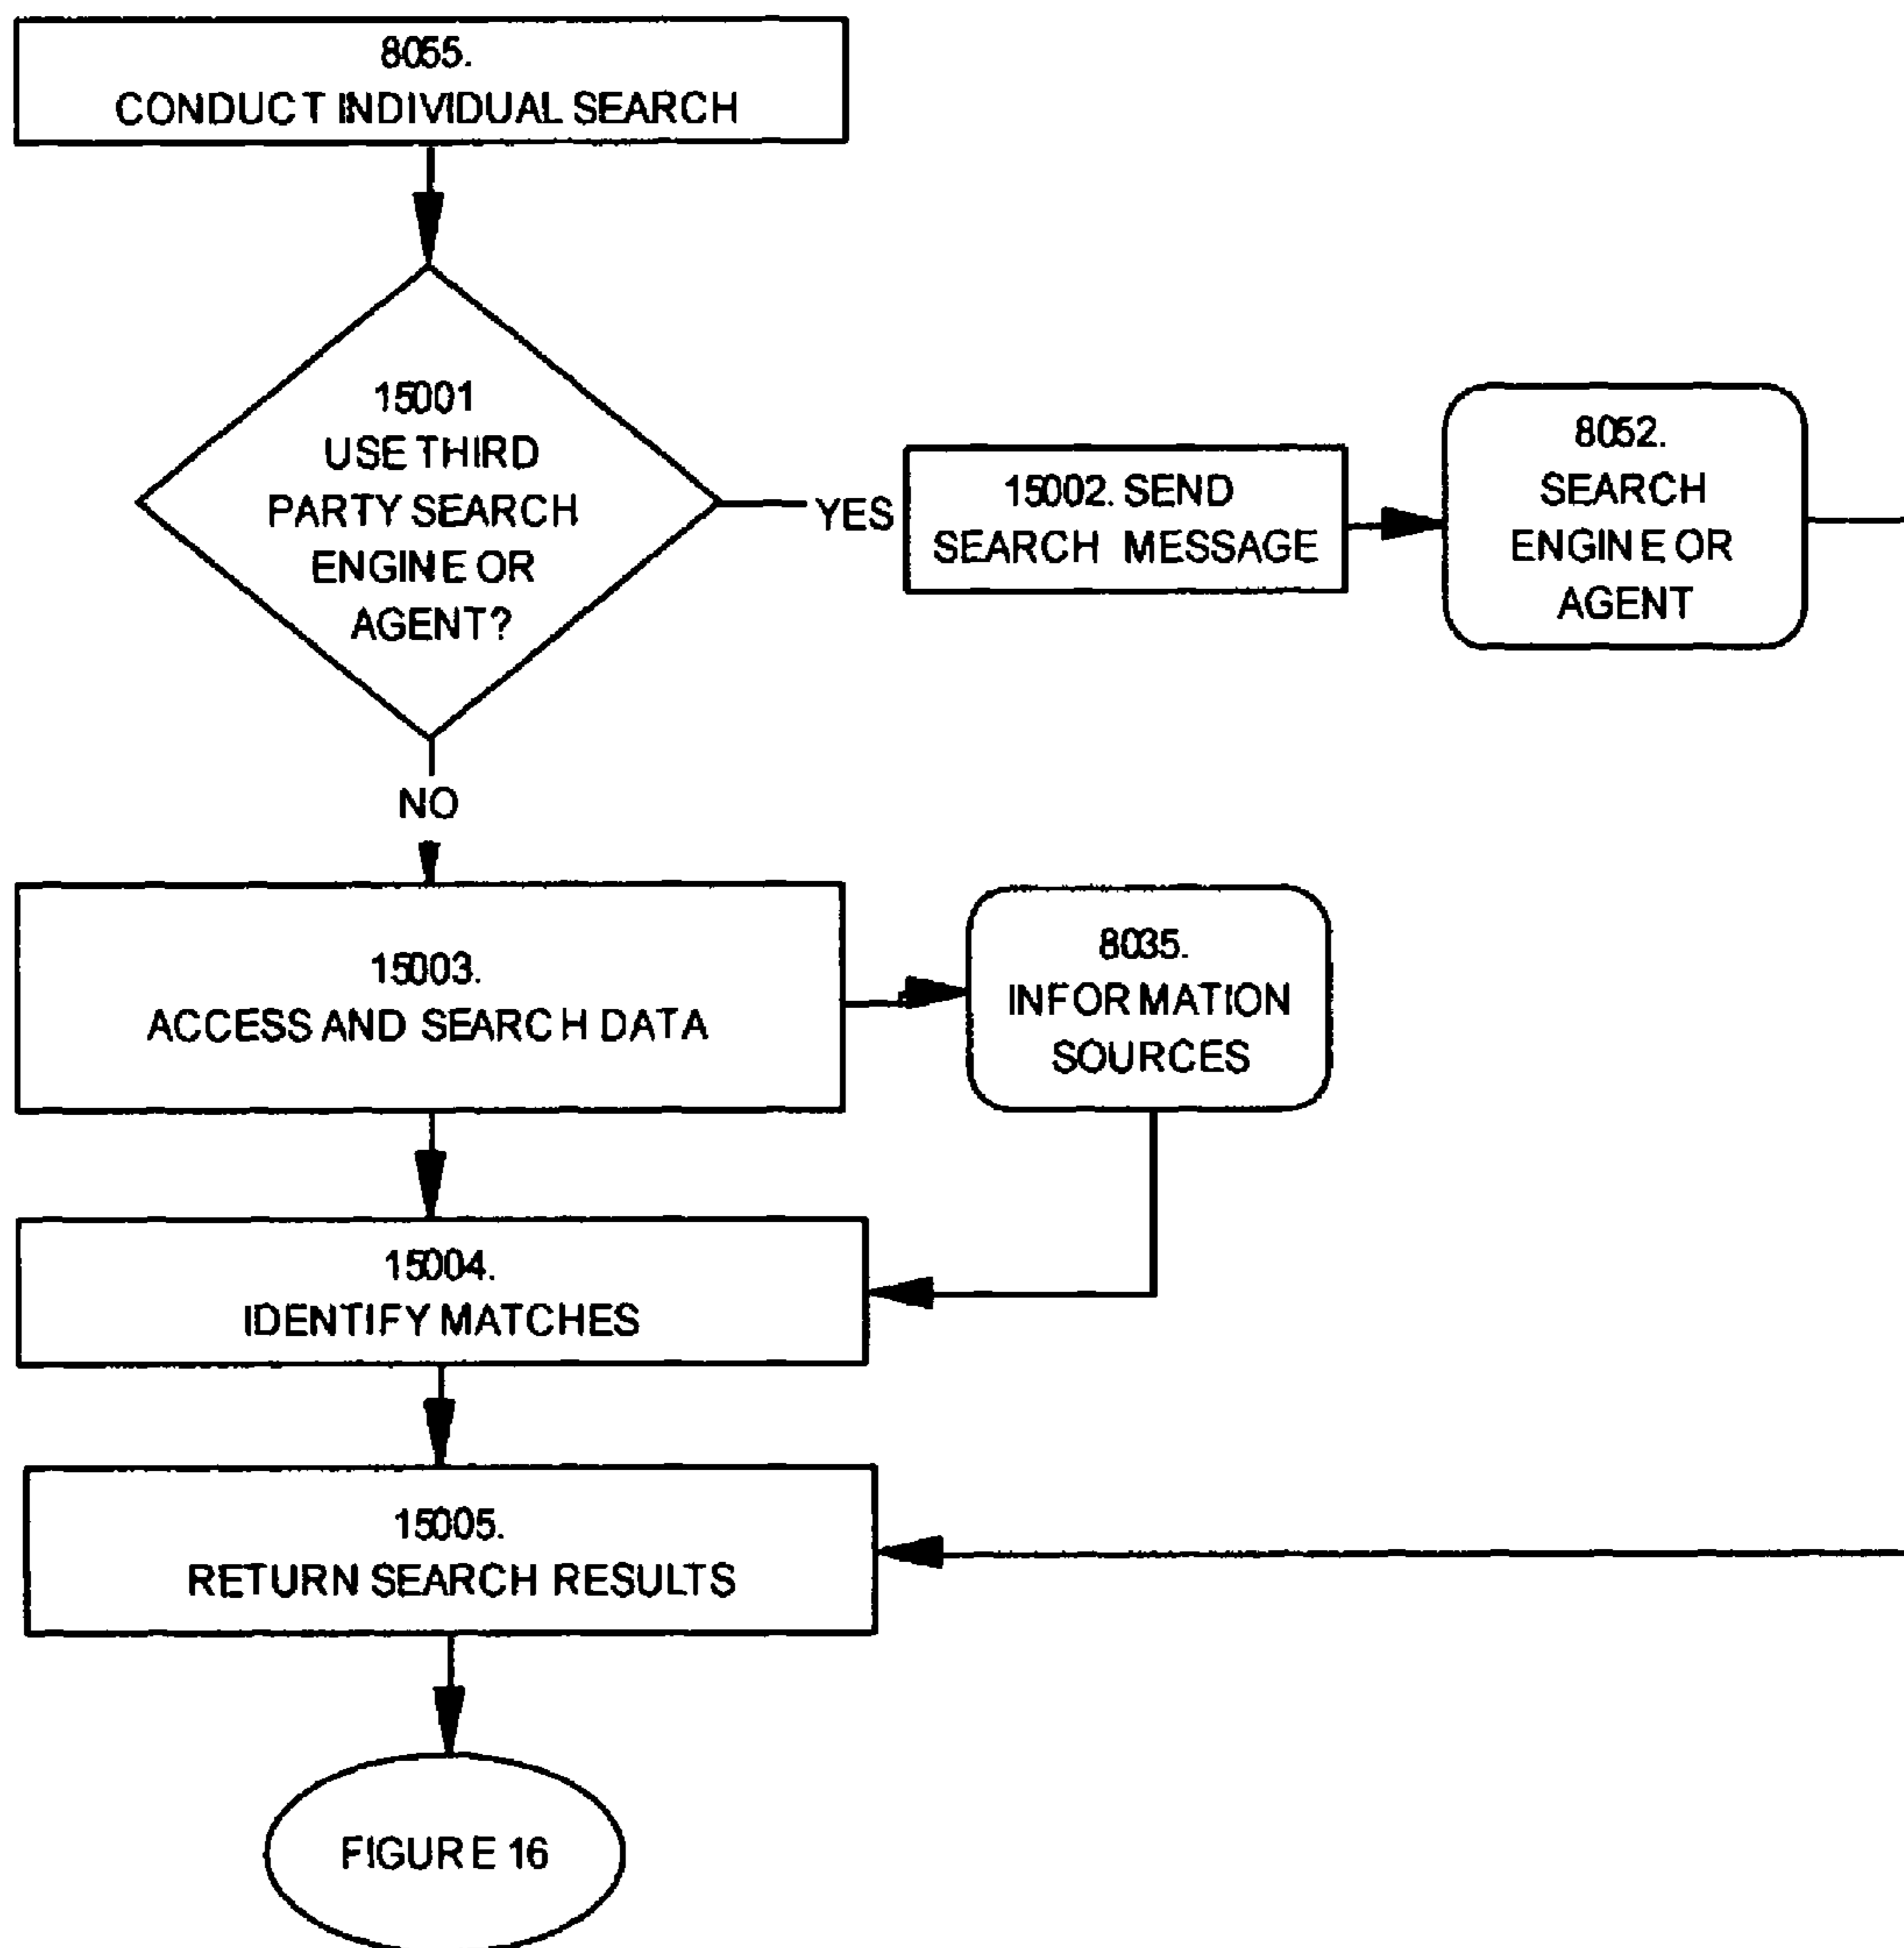 8055.
CONDUCT INDIVIDUAL SEARCH
15001
USE THIRD
PARTY SEARCH
ENGINE OR
AGENT?
YES
15002. SEND
SEARCH MESSAGE
8052.
SEARCH
ENGINE OR
AGENT
NO
15003.
ACCESS AND SEARCH DATA
8035.
INFORMATION
SOURCES
15004.
IDENTIFY MATCHES
15005.
RETURN SEARCH RESULTS
FIGURE 16